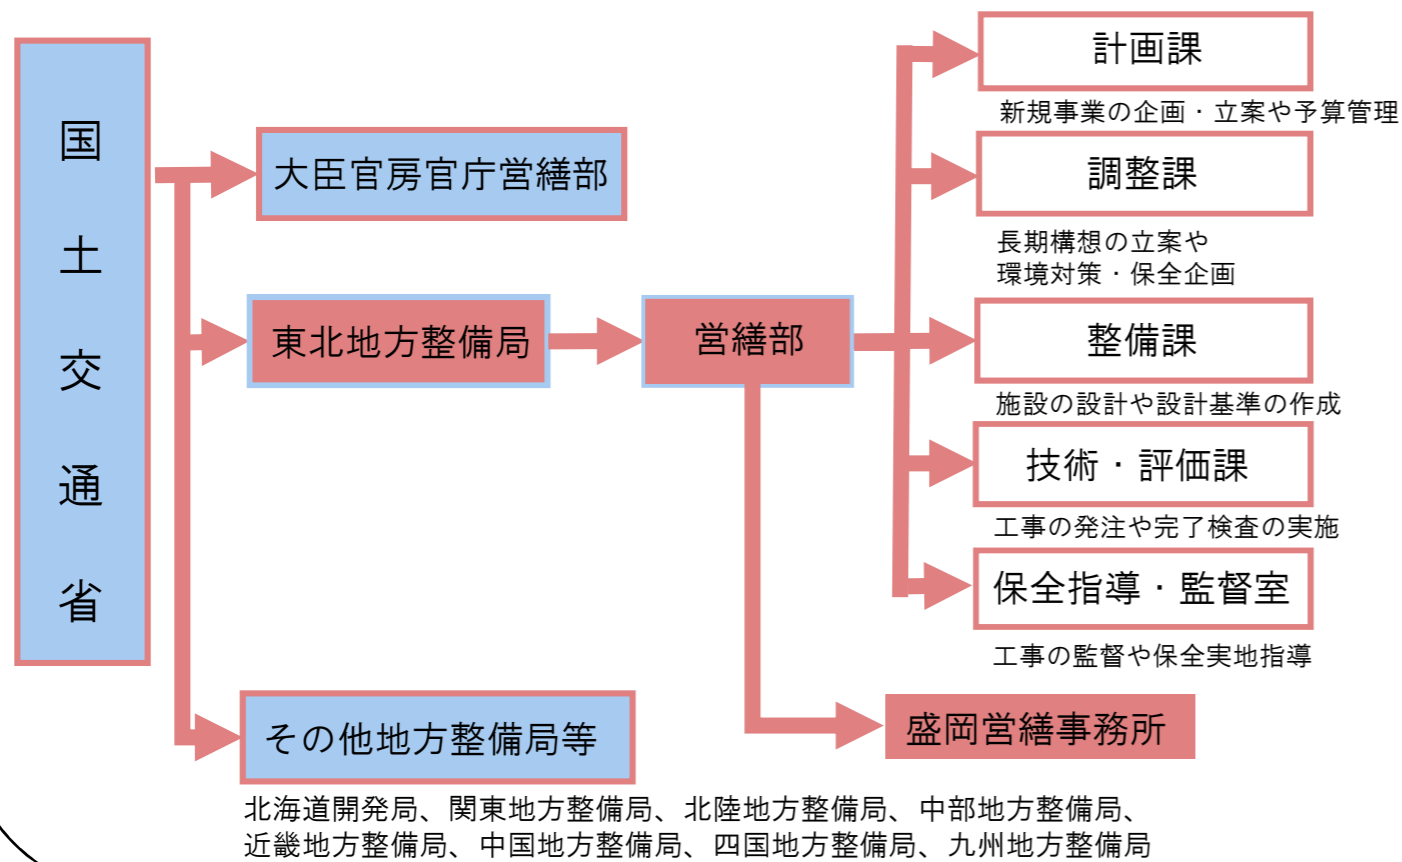 国土交通省
大臣官房官庁営繕部
東北地方整備局
営繕部
計画課
新規事業の企画・立案や予算管理
調整課
長期構想の立案や
環境対策・保全企画
整備課
施設の設計や設計基準の作成
技術・評価課
工事の発注や完了検査の実施
保全指導・監督室
工事の監督や保全実地指導
盛岡営繕事務所
その他地方整備局等
北海道開発局、関東地方整備局、北陸地方整備局、中部地方整備局、
近畿地方整備局、中国地方整備局、四国地方整備局、九州地方整備局